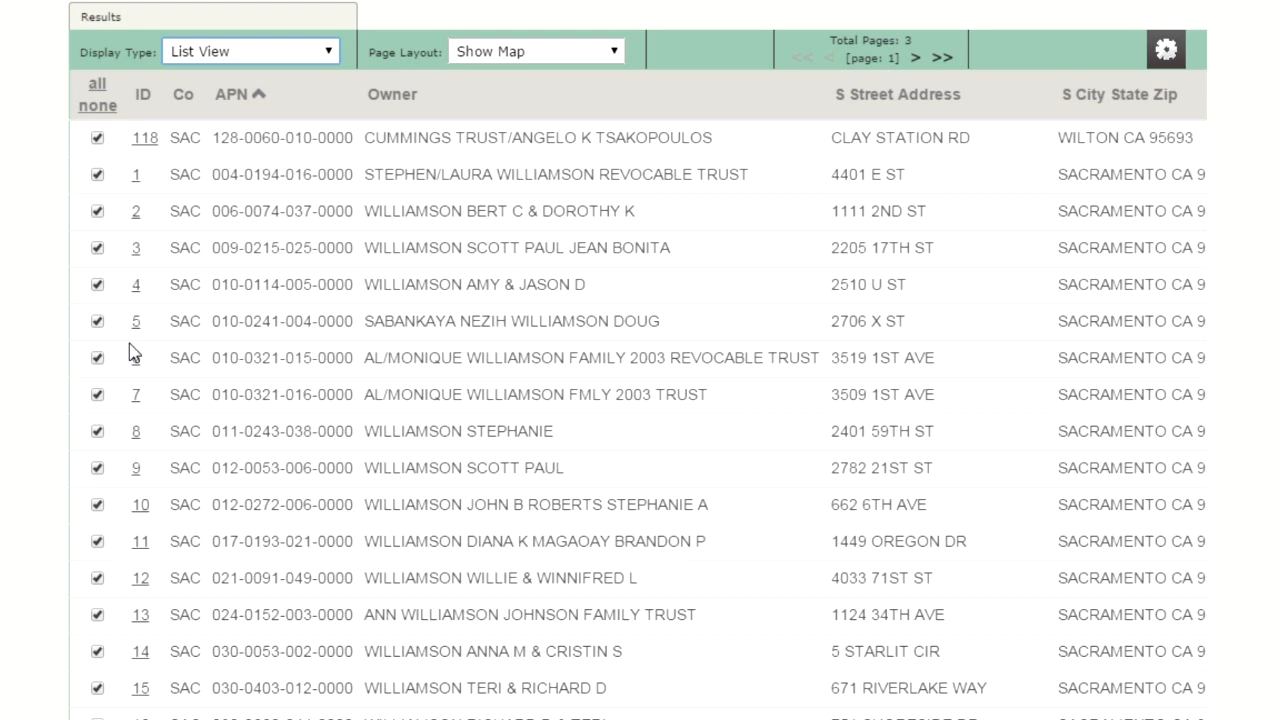 Results
Display Type: List View Page Layout: Show Map Total Pages: 3
<< < [page: 1] > >>
all none ID Co APN Owner S Street Address S City State Zip
118 SAC 128-0060-010-0000 CUMMINGS TRUST/ANGELO K TSAKOPOULOS CLAY STATION RD WILTON CA 95693
1 SAC 004-0194-016-0000 STEPHEN/LAURA WILLIAMSON REVOCABLE TRUST 4401 E ST SACRAMENTO CA 9
2 SAC 006-0074-037-0000 WILLIAMSON BERT C & DOROTHY K 1111 2ND ST SACRAMENTO CA 9
3 SAC 009-0215-025-0000 WILLIAMSON SCOTT PAUL JEAN BONITA 2205 17TH ST SACRAMENTO CA 9
4 SAC 010-0114-005-0000 WILLIAMSON AMY & JASON D 2510 U ST SACRAMENTO CA 9
5 SAC 010-0241-004-0000 SABANKAYA NEZIH WILLIAMSON DOUG 2706 X ST SACRAMENTO CA 9
SAC 010-0321-015-0000 AL/MONIQUE WILLIAMSON FAMILY 2003 REVOCABLE TRUST 3519 1ST AVE SACRAMENTO CA 9
7 SAC 010-0321-016-0000 AL/MONIQUE WILLIAMSON FMLY 2003 TRUST 3509 1ST AVE SACRAMENTO CA 9
8 SAC 011-0243-038-0000 WILLIAMSON STEPHANIE 2401 59TH ST SACRAMENTO CA 9
9 SAC 012-0053-006-0000 WILLIAMSON SCOTT PAUL 2782 21ST ST SACRAMENTO CA 9
10 SAC 012-0272-006-0000 WILLIAMSON JOHN B ROBERTS STEPHANIE A 662 6TH AVE SACRAMENTO CA 9
11 SAC 017-0193-021-0000 WILLIAMSON DIANA K MAGAOAY BRANDON P 1449 OREGON DR SACRAMENTO CA 9
12 SAC 021-0091-049-0000 WILLIAMSON WILLIE & WINNIFRED L 4033 71ST ST SACRAMENTO CA 9
13 SAC 024-0152-003-0000 ANN WILLIAMSON JOHNSON FAMILY TRUST 1124 34TH AVE SACRAMENTO CA 9
14 SAC 030-0053-002-0000 WILLIAMSON ANNA M & CRISTIN S 5 STARLIT CIR SACRAMENTO CA 9
15 SAC 030-0403-012-0000 WILLIAMSON TERI & RICHARD D 671 RIVERLAKE WAY SACRAMENTO CA 9